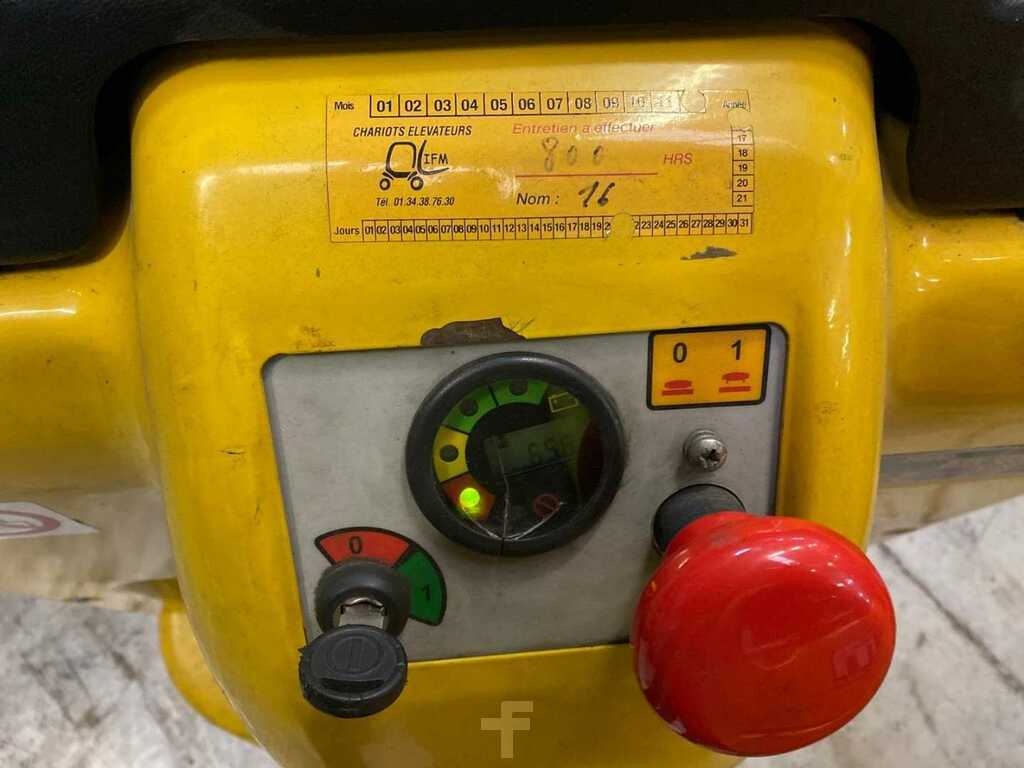 Mois 01 02 03 04 05 06 07 08 09 10 11 Année
CHARIOTS ELEVATEURS Entretien à effectuer
IFM 800 HRS
Tél. 01.34.38.76.30 Nom : 16
17
18
19
20
21
Jours 01 02 03 04 05 06 07 08 09 10 11 12 13 14 15 16 17 18 19 23 24 25 26 27 28 29 30 31
0 1
0
1